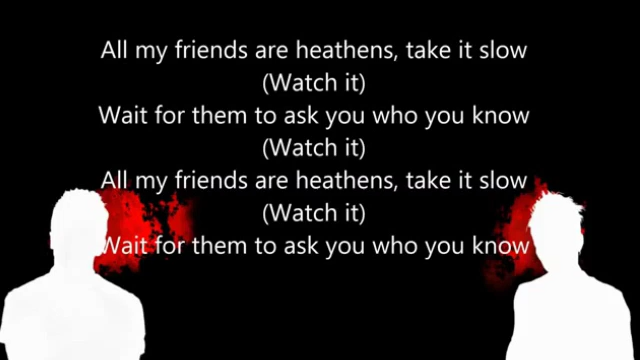 All my friends are heathens, take it slow
(Watch it)
Wait for them to ask you who you know
(Watch it)
All my friends are heathens, take it slow
(Watch it)
Wait for them to ask you who you know